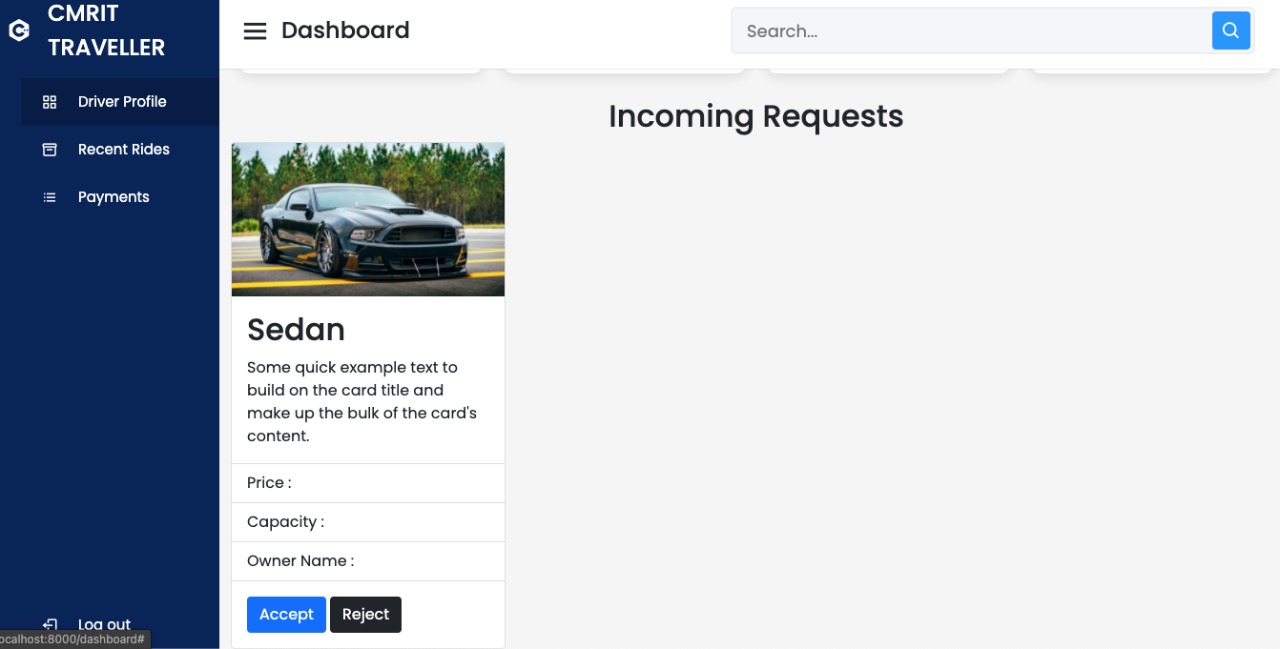 CMRIT
TRAVELLER
Dashboard
Search...
Driver Profile
Recent Rides
Payments
Incoming Requests
Sedan
Some quick example text to
build on the card title and
make up the bulk of the card's
content.
Price :
Capacity :
Owner Name :
Accept Reject
Log out
ocalhost:8000/dashboard#